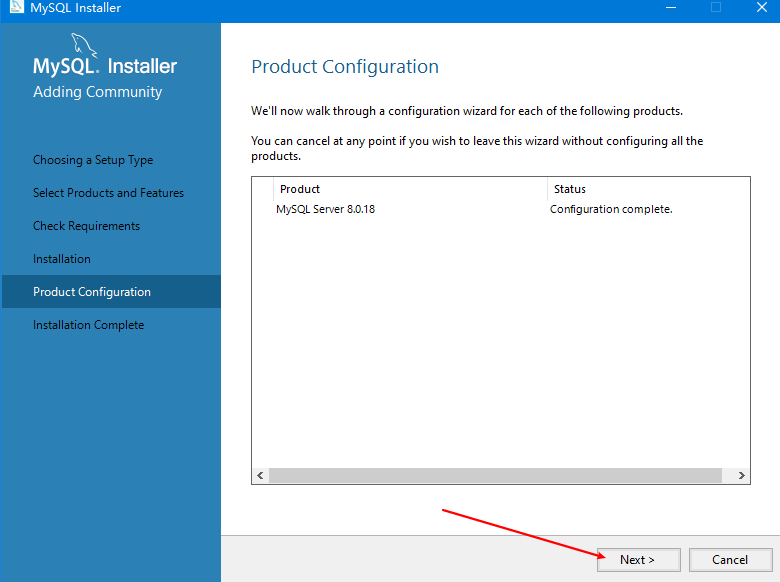 MySQL Installer
MySQL. Installer
Adding Community
Choosing a Setup Type
Select Products and Features
Check Requirements
Installation
Product Configuration
Installation Complete
Product Configuration
We'll now walk through a configuration wizard for each of the following products.
You can cancel at any point if you wish to leave this wizard without configuring all the
products.
Product Status
MySQL Server 8.0.18 Configuration complete.
Next > Cancel